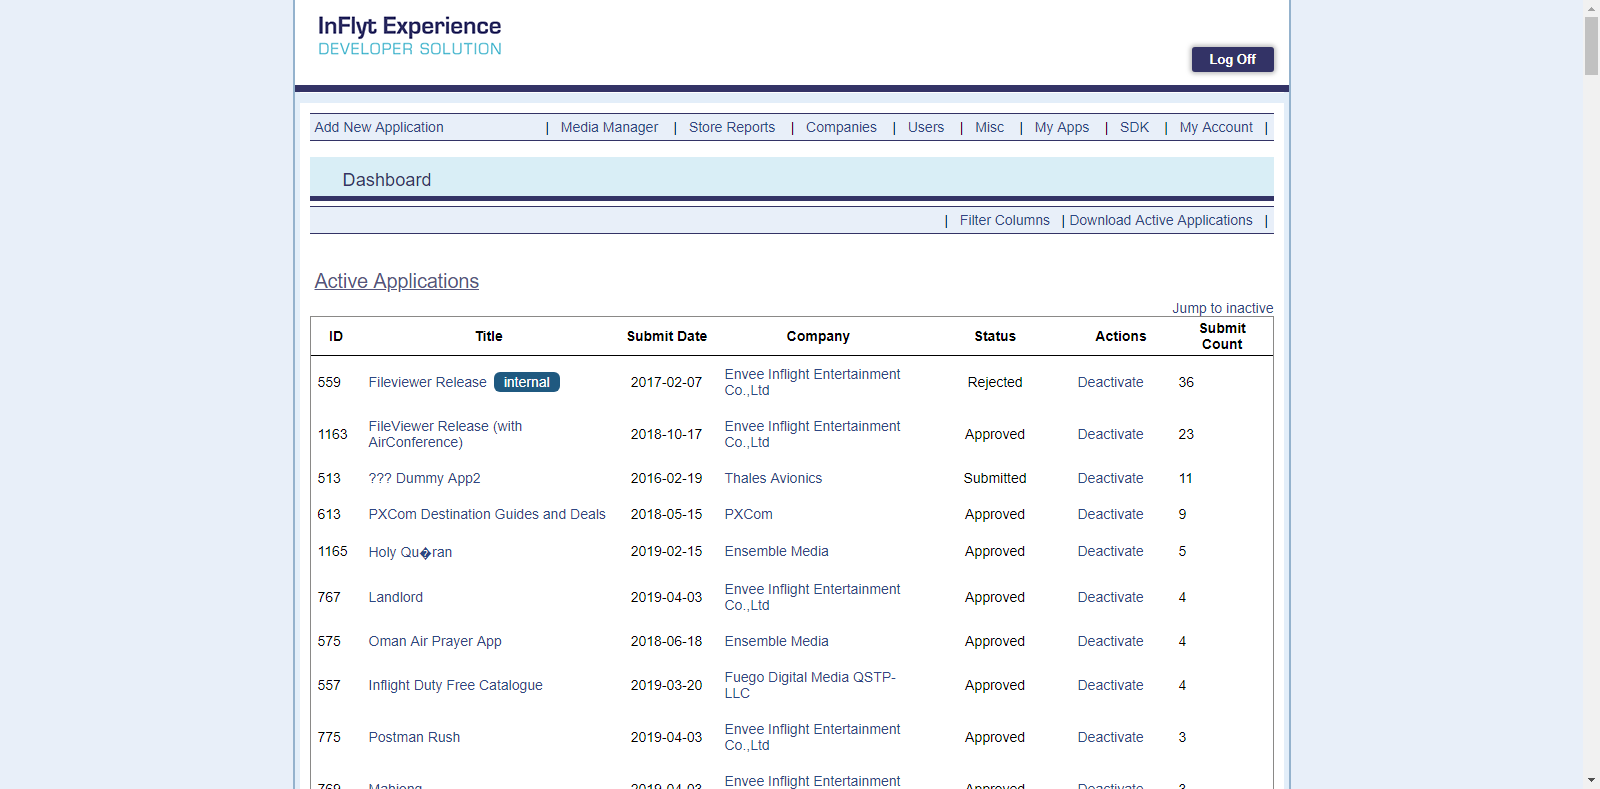 InFlyt Experience
DEVELOPER SOLUTION
Log Off
Add New Application | Media Manager | Store Reports | Companies | Users | Misc | My Apps | SDK | My Account |
Dashboard
| Filter Columns | Download Active Applications |
Active Applications
Jump to inactive
ID Title Submit Date Company Status Actions Submit Count
559 Fileviewer Release internal 2017-02-07 Envee Inflight Entertainment Co.,Ltd Rejected Deactivate 36
1163 FileViewer Release (with AirConference) 2018-10-17 Envee Inflight Entertainment Co.,Ltd Approved Deactivate 23
513 ??? Dummy App2 2016-02-19 Thales Avionics Submitted Deactivate 11
613 PXCom Destination Guides and Deals 2018-05-15 PXCom Approved Deactivate 9
1165 Holy Qu�ran 2019-02-15 Ensemble Media Approved Deactivate 5
767 Landlord 2019-04-03 Envee Inflight Entertainment Co.,Ltd Approved Deactivate 4
575 Oman Air Prayer App 2018-06-18 Ensemble Media Approved Deactivate 4
557 Inflight Duty Free Catalogue 2019-03-20 Fuego Digital Media QSTP-LLC Approved Deactivate 4
775 Postman Rush 2019-04-03 Envee Inflight Entertainment Co.,Ltd Approved Deactivate 3
769 Mahjong 2019-04-03 Envee Inflight Entertainment Approved Deactivate 3